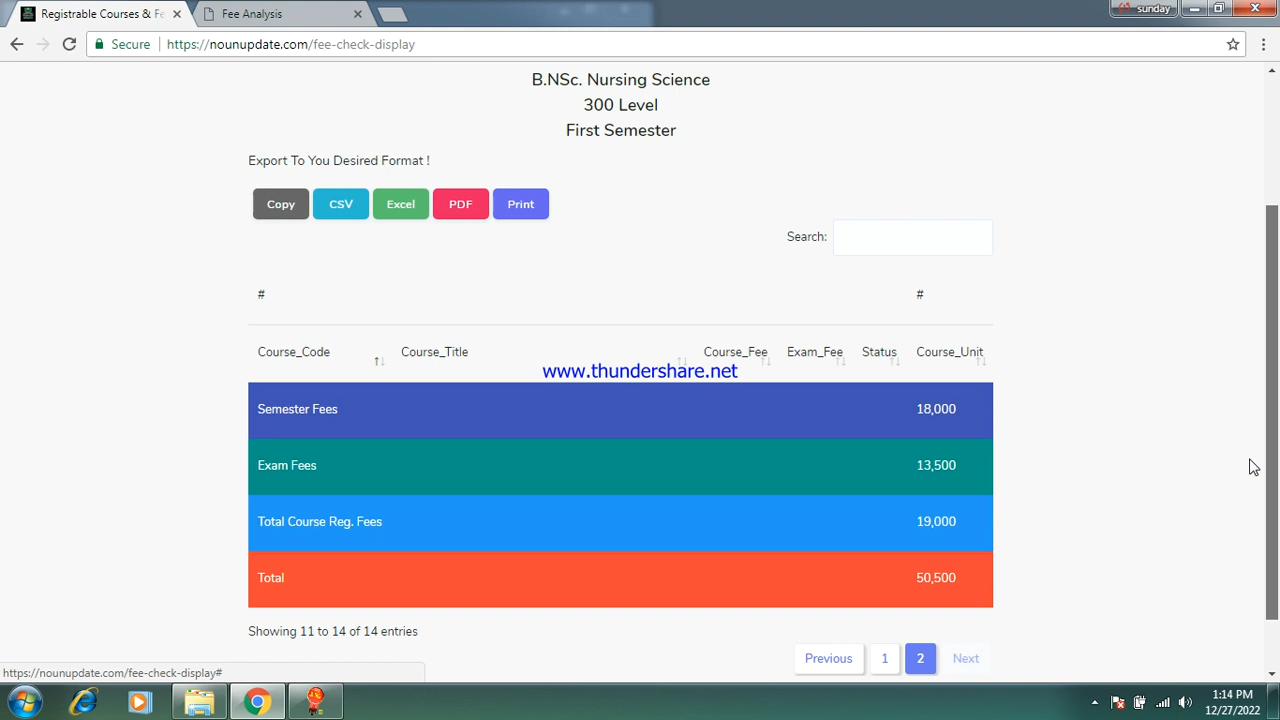 Registrable Courses & Fe
Fee Analysis
sunday
Secure
https://nounupdate.com/fee-check-display
B.NSc. Nursing Science
300 Level
First Semester
Export To You Desired Format !
Copy
CSV
Excel
PDF
Print
Search:
# #
Course_Code Course_Title Course_Fee Exam_Fee Status Course_Unit
www.thundershare.net
Semester Fees 18,000
Exam Fees 13,500
Total Course Reg. Fees 19,000
Total 50,500
Showing 11 to 14 of 14 entries
Previous 1 2 Next
https://nounupdate.com/fee-check-display#
1:14 PM
12/27/2022